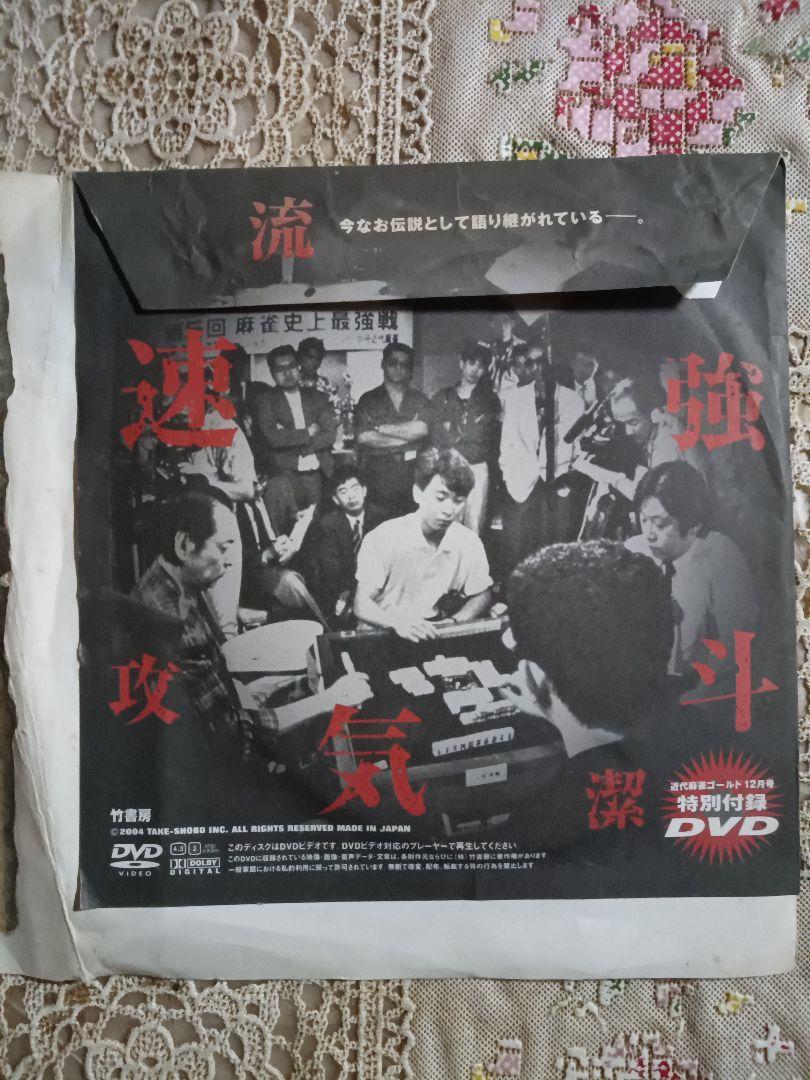 流
今なお伝説として語り継がれている――。
回 麻雀史上最強戦
速
強
攻
気
斗
潔
近代麻雀ゴールド12月号
特別付録
DVD
竹書房
©2004 TAKE-SHOBO INC. ALL RIGHTS RESERVED MADE IN JAPAN
DVD
VIDEO
4:3
2
DOLBY
DIGITAL
このディスクはDVDビデオです DVDビデオ対応のプレーヤーで再生してください
このDVDに収録されている映像・画像・音声データ・文章は、各制作元ならびに(株)竹書房に著作権があります
一般家庭における私的利用に限って許可されています 無断で改変、配布、転載する等の行為を禁止します